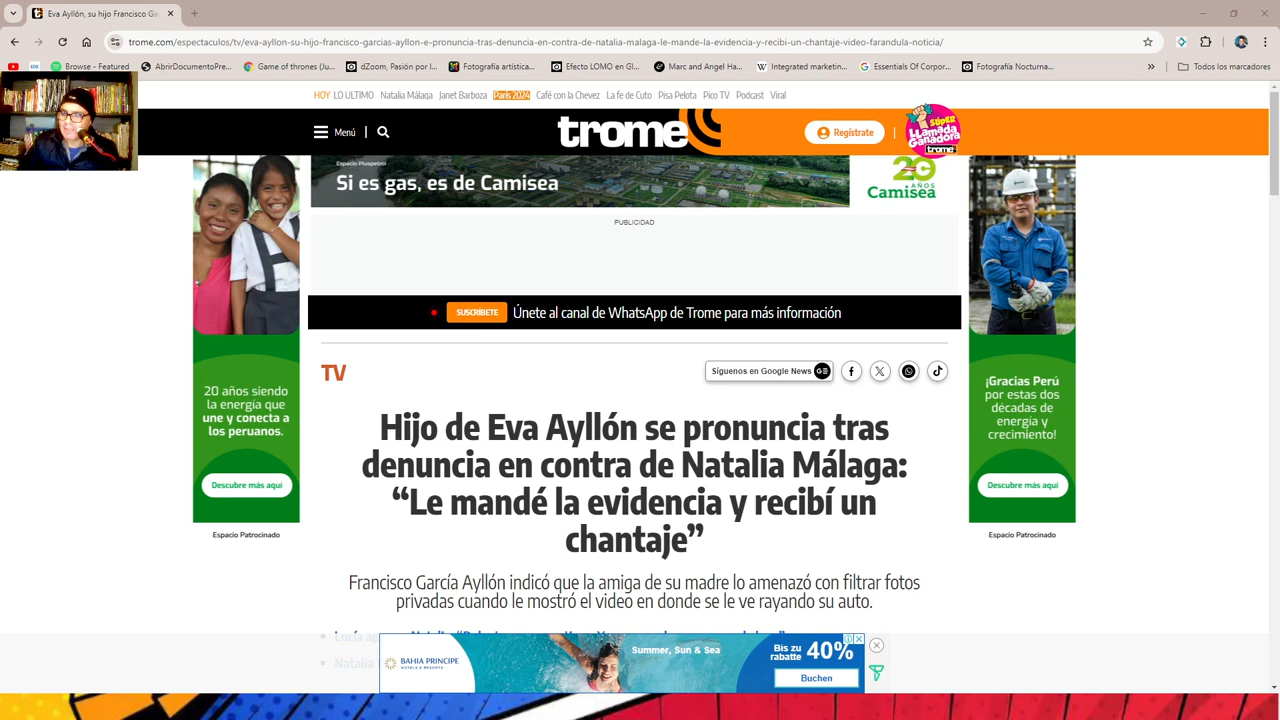 Eva Ayllón, su hijo Francisco Ga
trome.com/espectaculos/tv/eva-ayllon-su-hijo-francisco-garcias-ayllon-e-pronuncia-tras-denuncia-en-contra-de-natalia-malaga-le-mande-la-evidencia-y-recibi-un-chantaje-video-farandula-noticia/
Browse - Featured
AbrirDocumentoPre...
Game of thrones (Ju...
dZoom, Pasión por l...
Fotografía artística...
Efecto LOMO en GI...
Marc and Angel Hac...
Integrated marketin...
Essentials Of Corpor...
Fotografía Nocturna...
Todos los marcadores
HOY LO ULTIMO Natalia Málaga Janet Barboza París 2024 Café con la Chevez La fe de Cuto Pisa Pelota Pico TV Podcast Viral
Menú
trome
Regístrate
SÚPER
LLAMADA
GANADORA
trome
Espacio Pluspetrol
Si es gas, es de Camisea
20
AÑOS
Camisea
PUBLICIDAD
SUSCRÍBETE Únete al canal de WhatsApp de Trome para más información
TV
Síguenos en Google News
20 años siendo
la energía que
une y conecta a
los peruanos.
Descubre más aquí
Espacio Patrocinado
Hijo de Eva Ayllón se pronuncia tras
denuncia en contra de Natalia Málaga:
“Le mandé la evidencia y recibí un
chantaje”
Francisco García Ayllón indicó que la amiga de su madre lo amenazó con filtrar fotos
privadas cuando le mostró el video en donde se le ve rayando su auto.
¡Gracias Perú
por estas dos
décadas de
energía y
crecimiento!
Descubre más aquí
Espacio Patrocinado
Natalia
BAHIA PRINCIPE
HOTELS & RESORTS
Summer, Sun & Sea
Bis zu
rabatte
40%
Buchen